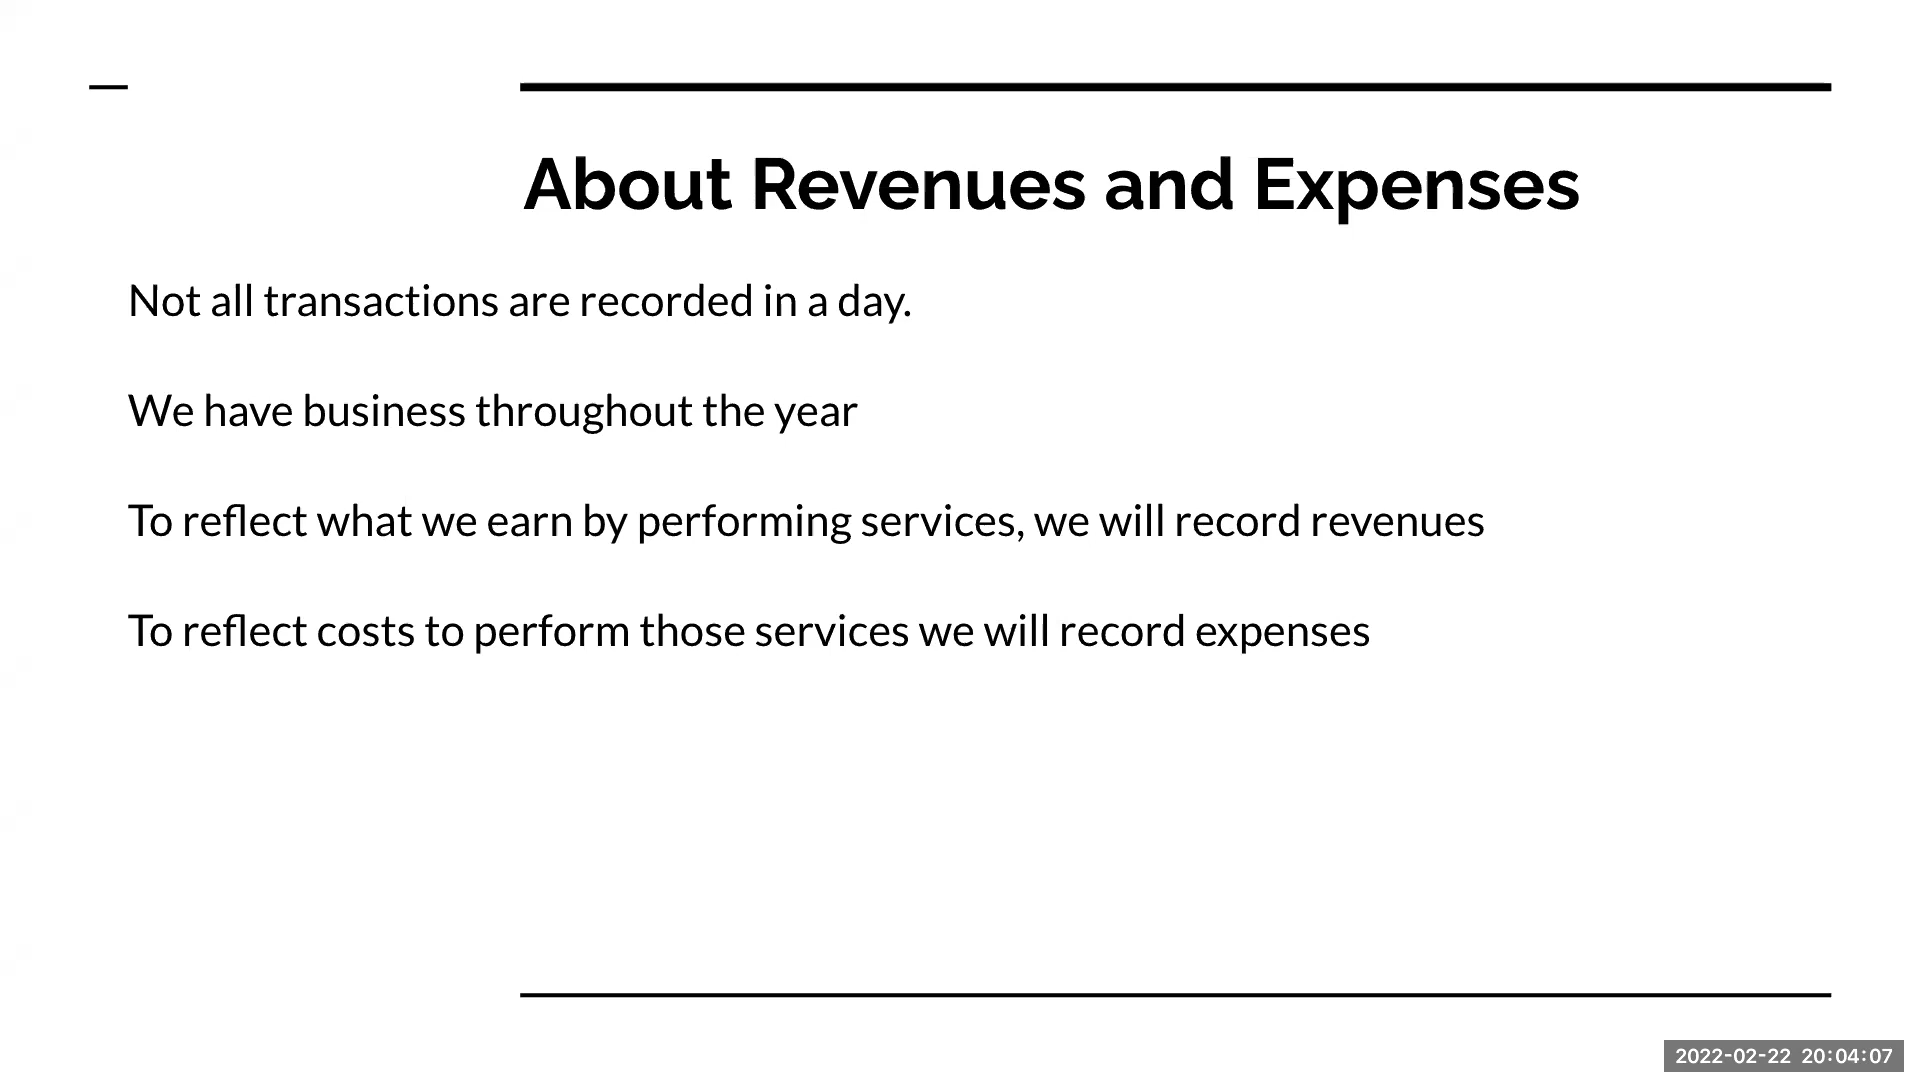 About Revenues and Expenses
Not all transactions are recorded in a day.
We have business throughout the year
To reflect what we earn by performing services, we will record revenues
To reflect costs to perform those services we will record expenses
2022-02-22 20:04:07